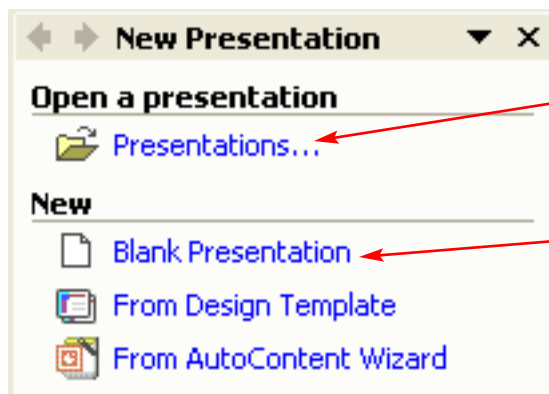 New Presentation
Open a presentation
Presentations...
New
Blank Presentation
From Design Template
From AutoContent Wizard